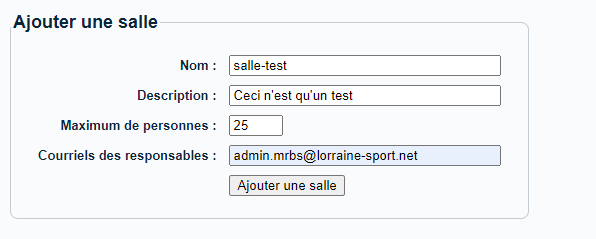 Ajouter une salle
Nom : salle-test
Description : Ceci n'est qu'un test
Maximum de personnes : 25
Courriels des responsables : admin.mrbs@lorraine-sport.net
Ajouter une salle